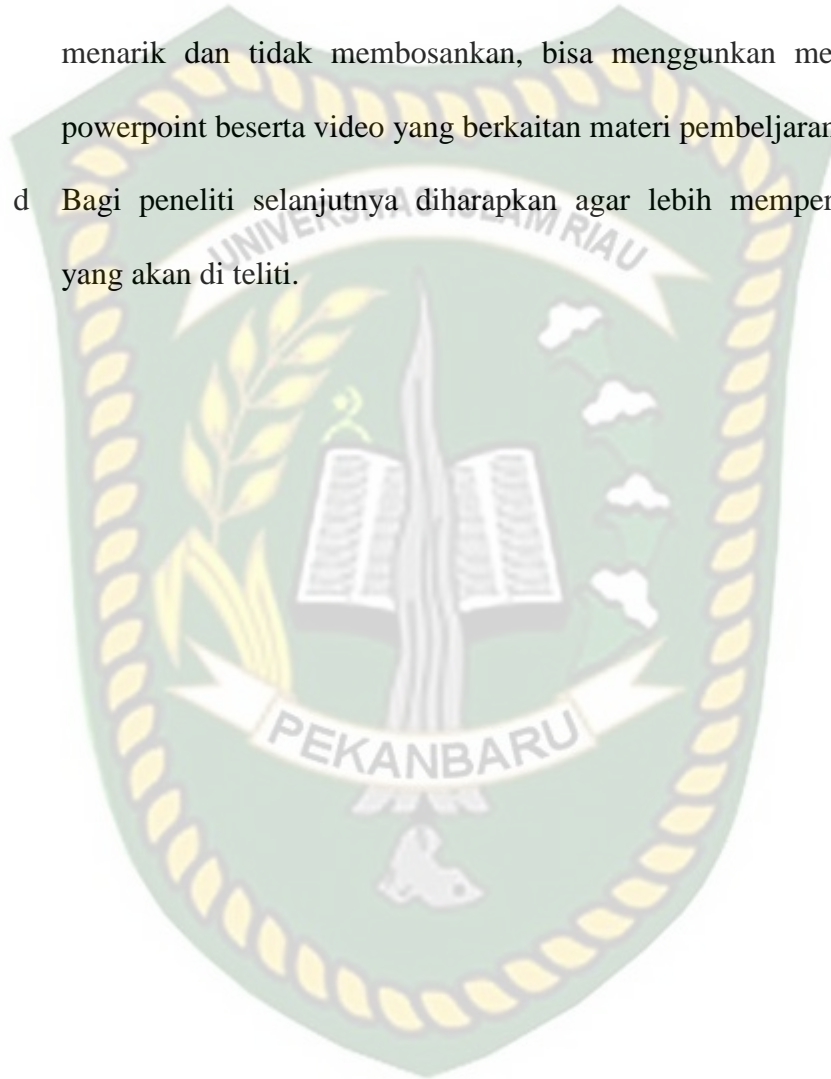 menarik dan tidak membosankan, bisa menggunkan me
powerpoint beserta video yang berkaitan materi pembeljaran
d Bagi peneliti selanjutnya diharapkan agar lebih memper
yang akan di teliti.
UNIVERSITAS ISLAM RIAU
PEKANBARU